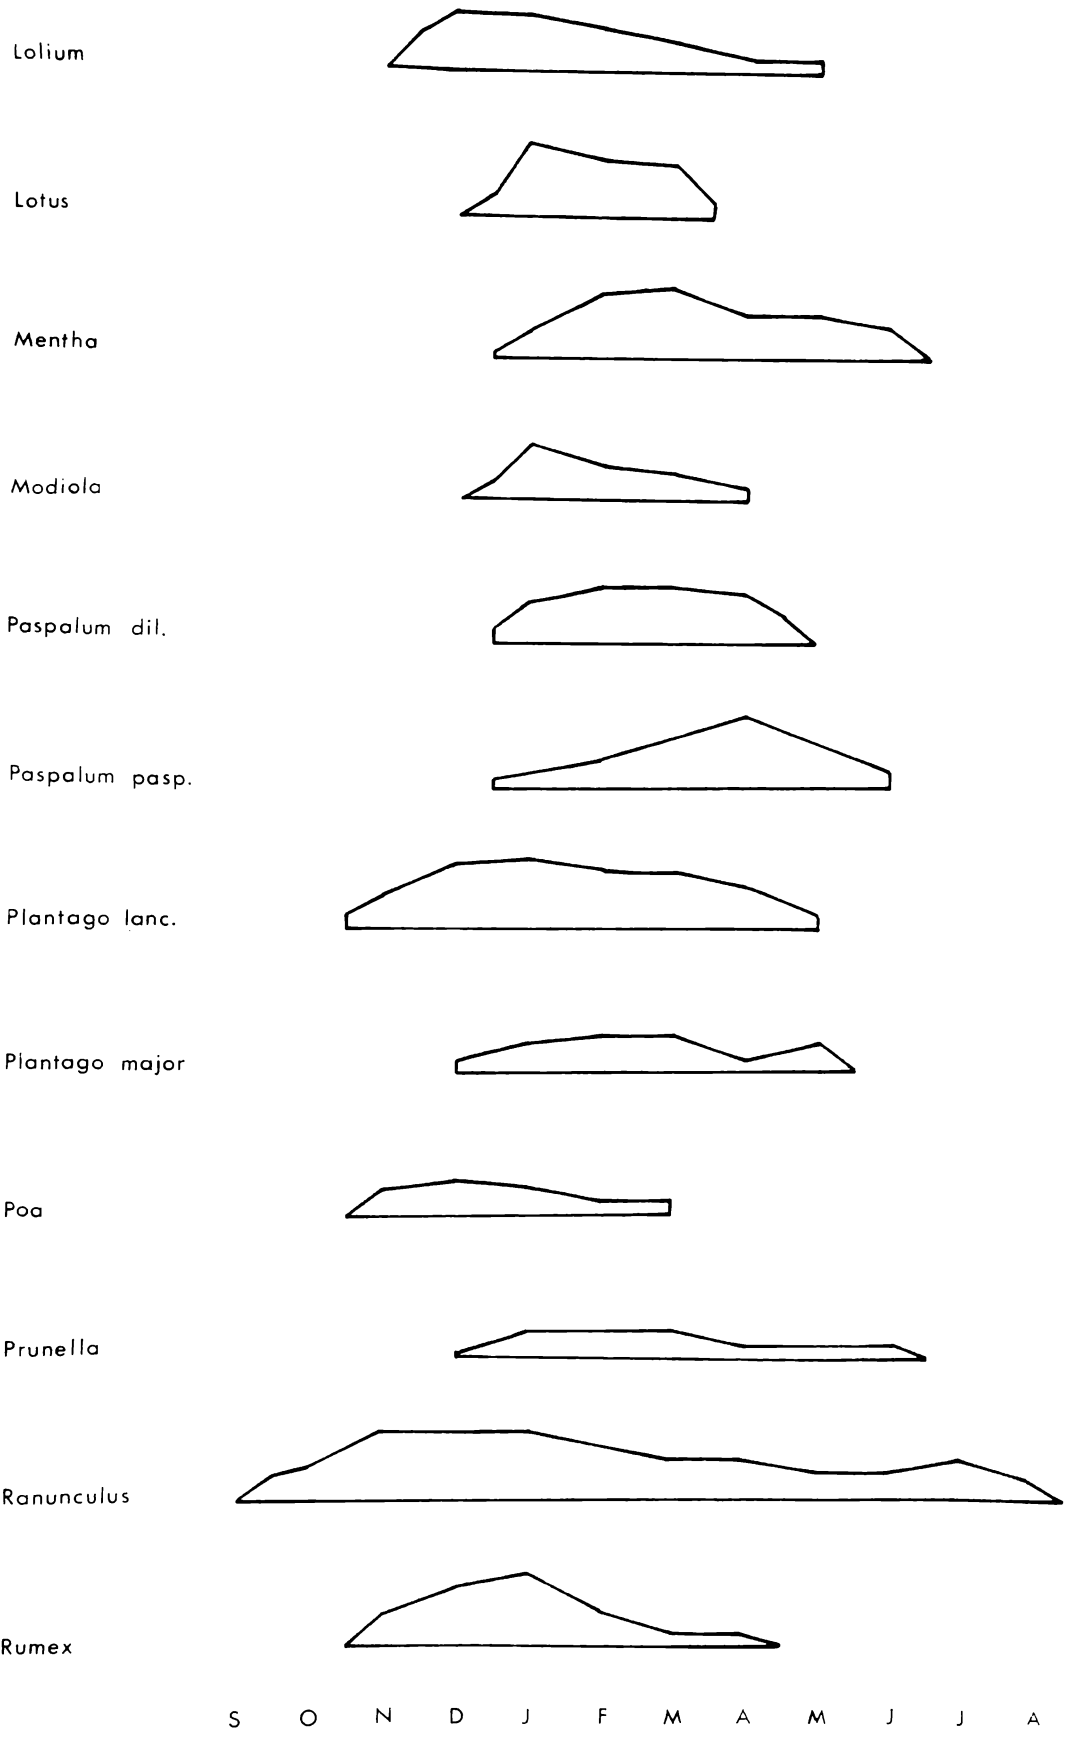 Lolium
Lotus
Mentha
Modiola
Paspalum dil.
Paspalum pasp.
Plantago lanc.
Plantago major
Poa
Prunella
Ranunculus
Rumex
S O N D J F M A M J J A